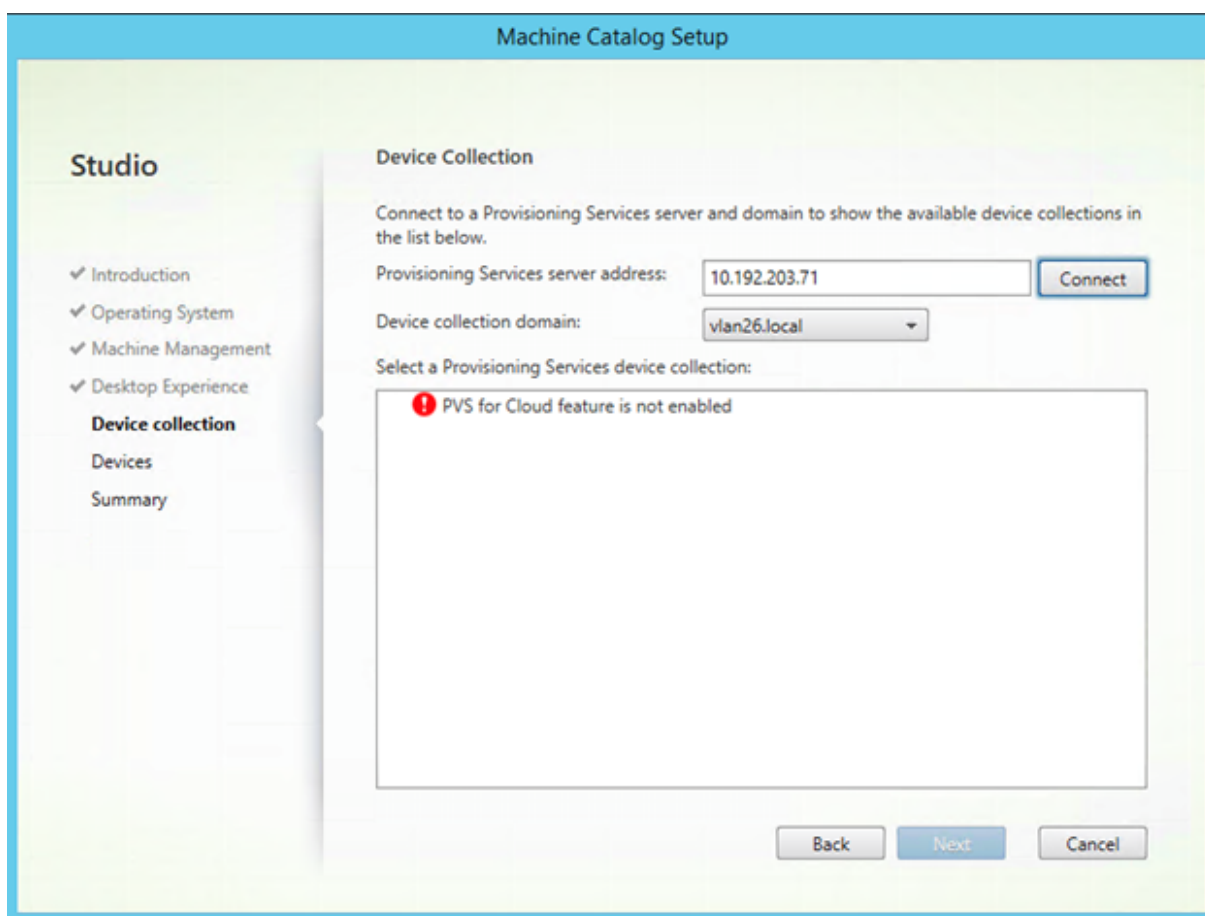 Machine Catalog Setup
Studio
✔ Introduction
✔ Operating System
✔ Machine Management
✔ Desktop Experience
Device collection
Devices
Summary
Device Collection
Connect to a Provisioning Services server and domain to show the available device collections in
the list below.
Provisioning Services server address: 10.192.203.71 Connect
Device collection domain: vlan26.local
Select a Provisioning Services device collection:
PVS for Cloud feature is not enabled
Back Next Cancel